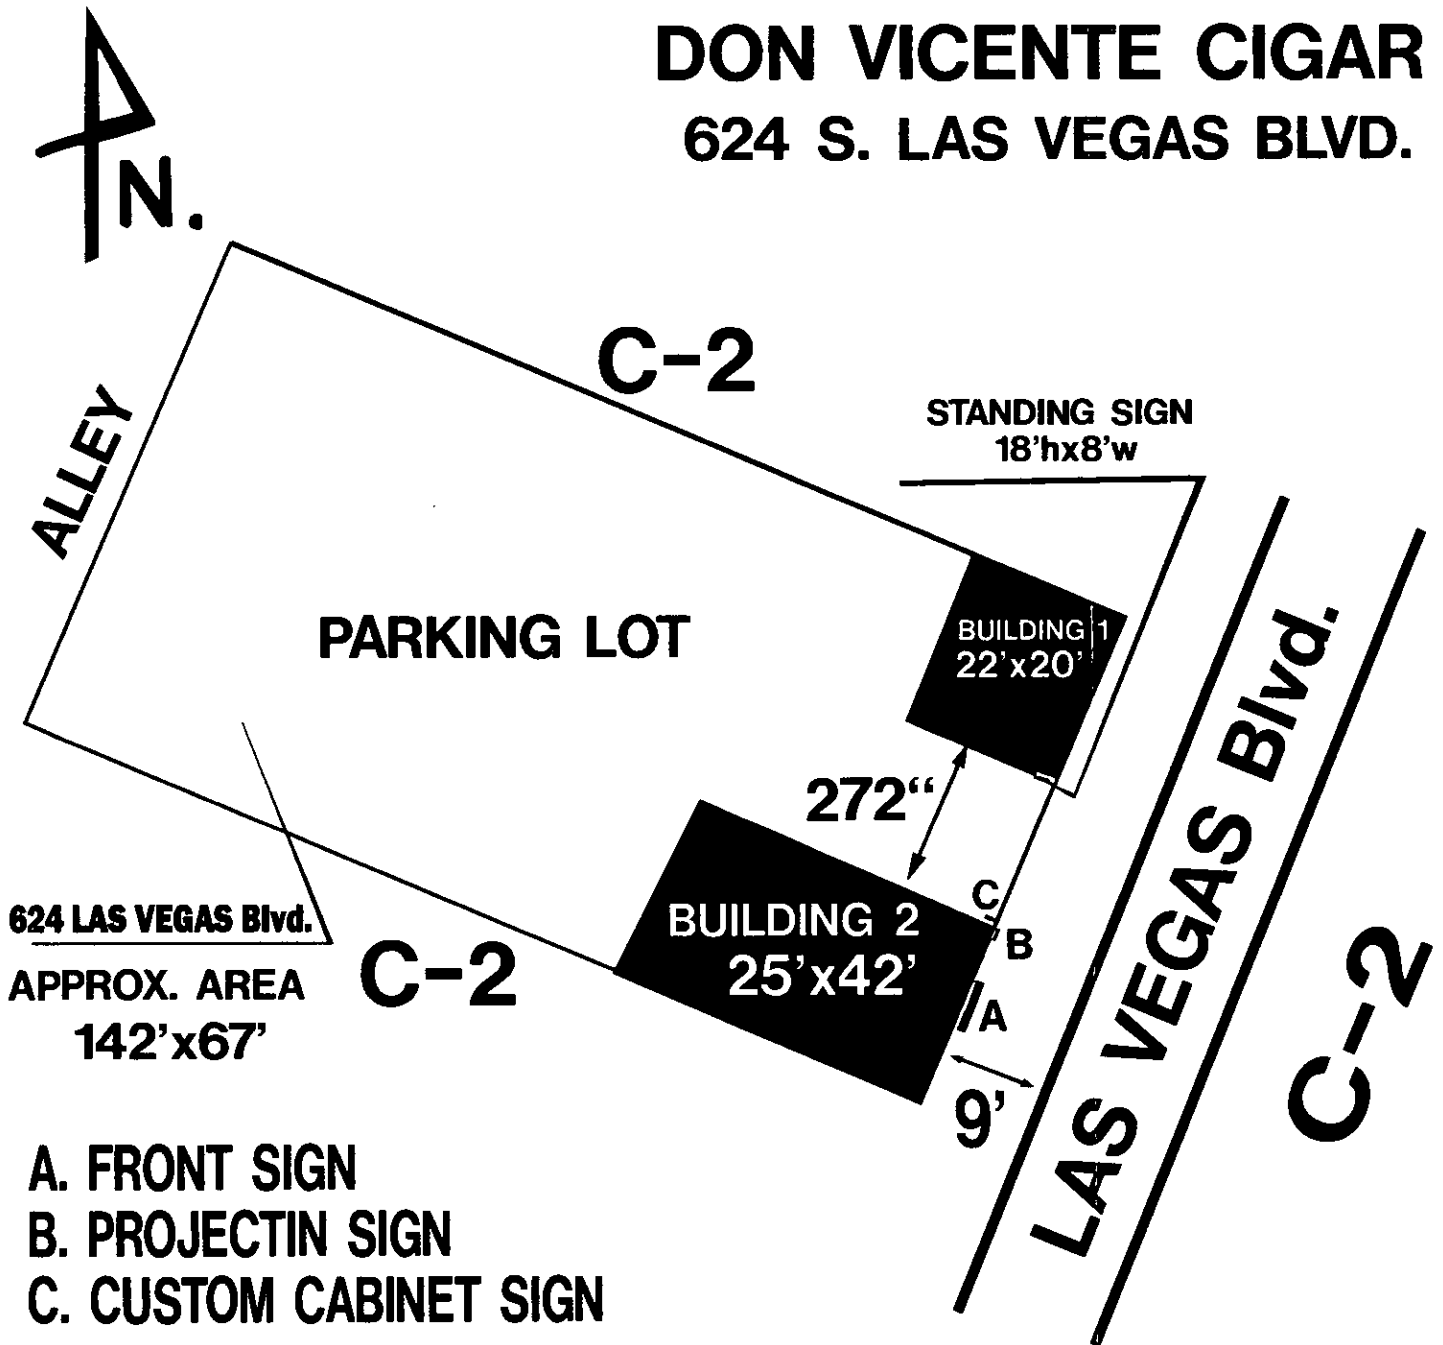 DON VICENTE CIGAR
624 S. LAS VEGAS BLVD.
N.
C-2
STANDING SIGN
18'hx8'w
ALLEY
PARKING LOT
BUILDING 1
22'x20'
272“
LAS VEGAS Blvd.
BUILDING 2
25'x42'
C
B
A
9'
624 LAS VEGAS Blvd.
APPROX. AREA
142'x67'
C-2
C-2
A. FRONT SIGN
B. PROJECTIN SIGN
C. CUSTOM CABINET SIGN